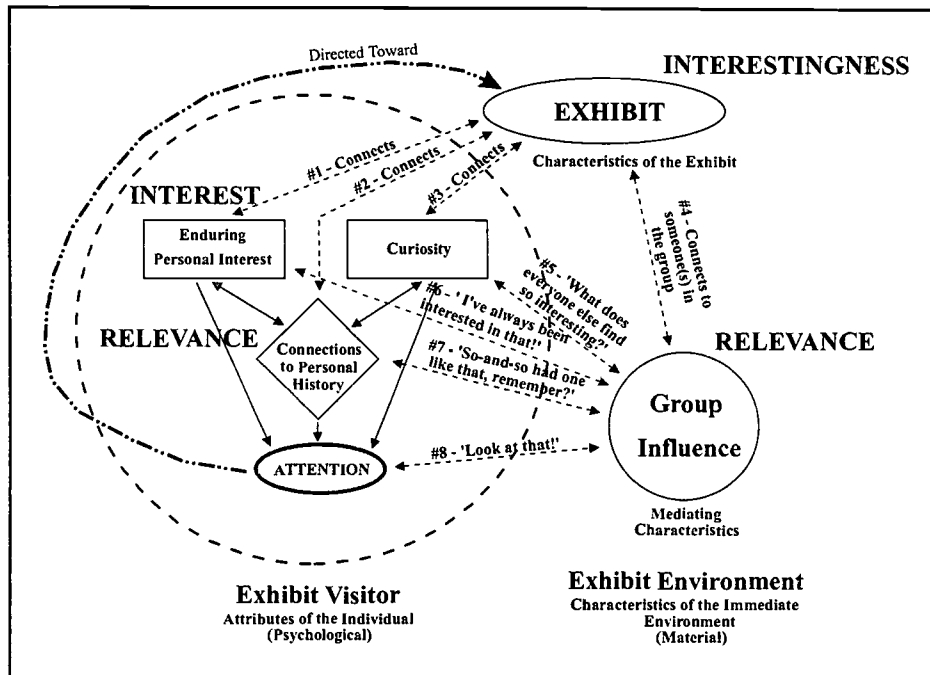 Directed Toward
INTERESTINGNESS
EXHIBIT
Characteristics of the Exhibit
#1 - Connects
#2 - Connects
#3 - Connects
#4 - Connects to
someone(s) in
the group
INTEREST
Enduring
Personal Interest
Curiosity
#5 - 'What does
everyone else find
so interesting?'
#6 - ' I've always been
interested in that!'
#7 - 'So-and-so had one
like that, remember?'
RELEVANCE
Connections
to Personal
History
RELEVANCE
Group
Influence
#8 - 'Look at that!'
ATTENTION
Mediating
Characteristics
Exhibit Visitor
Attributes of the Individual
(Psychological)
Exhibit Environment
Characteristics of the Immediate
Environment
(Material)